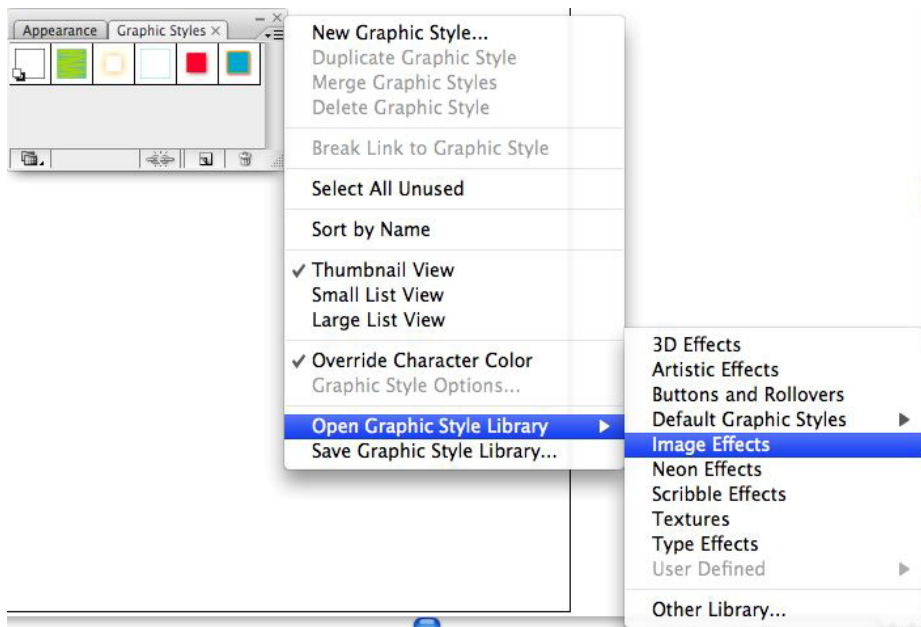 Appearance
Graphic Styles ×
New Graphic Style...
Duplicate Graphic Style
Merge Graphic Styles
Delete Graphic Style
Break Link to Graphic Style
Select All Unused
Sort by Name
✓ Thumbnail View
Small List View
Large List View
✓ Override Character Color
Graphic Style Options...
Open Graphic Style Library
Save Graphic Style Library...
3D Effects
Artistic Effects
Buttons and Rollovers
Default Graphic Styles
Image Effects
Neon Effects
Scribble Effects
Textures
Type Effects
User Defined
Other Library...